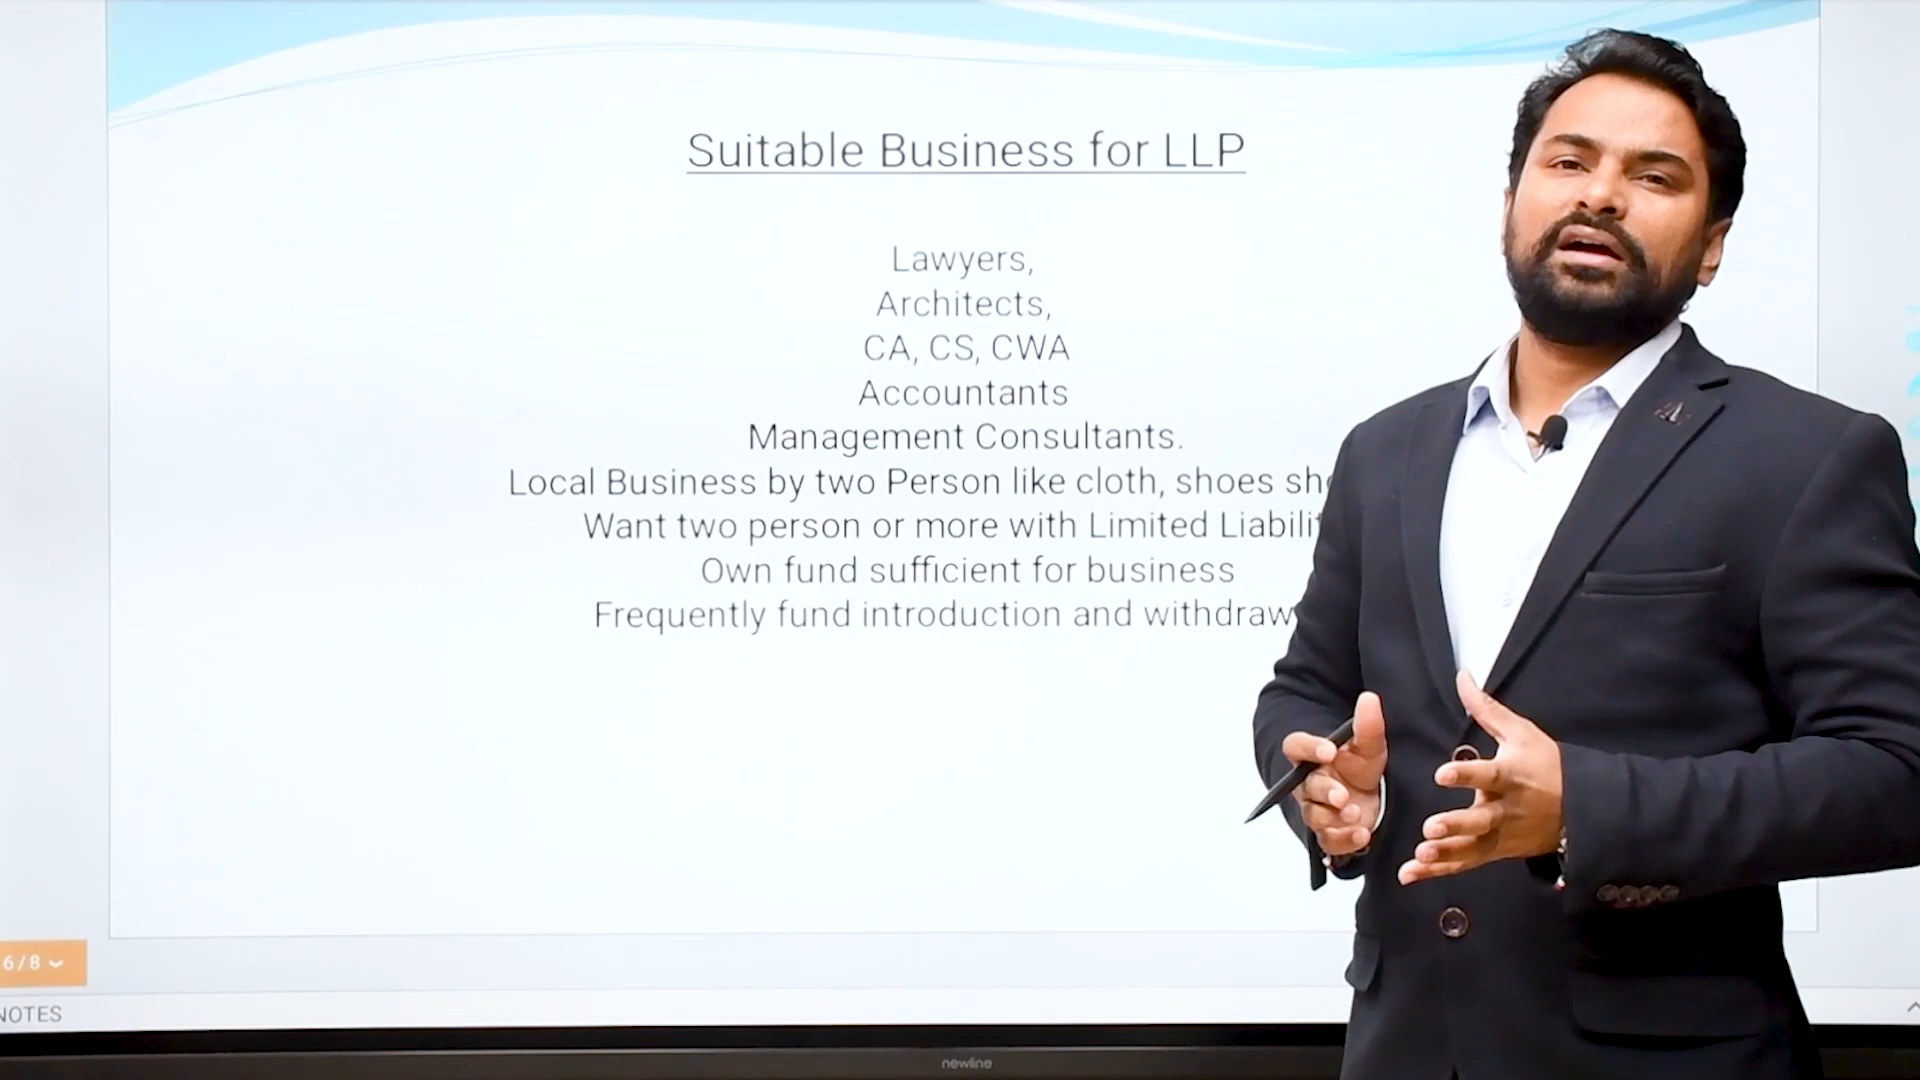 Suitable Business for LLP
Lawyers,
Architects,
CA, CS, CWA
Accountants
Management Consultants.
Local Business by two Person like cloth, shoes
Want two person or more with Limited
Own fund sufficient for business
Frequently fund introduction and
6/8
NOTES
newline